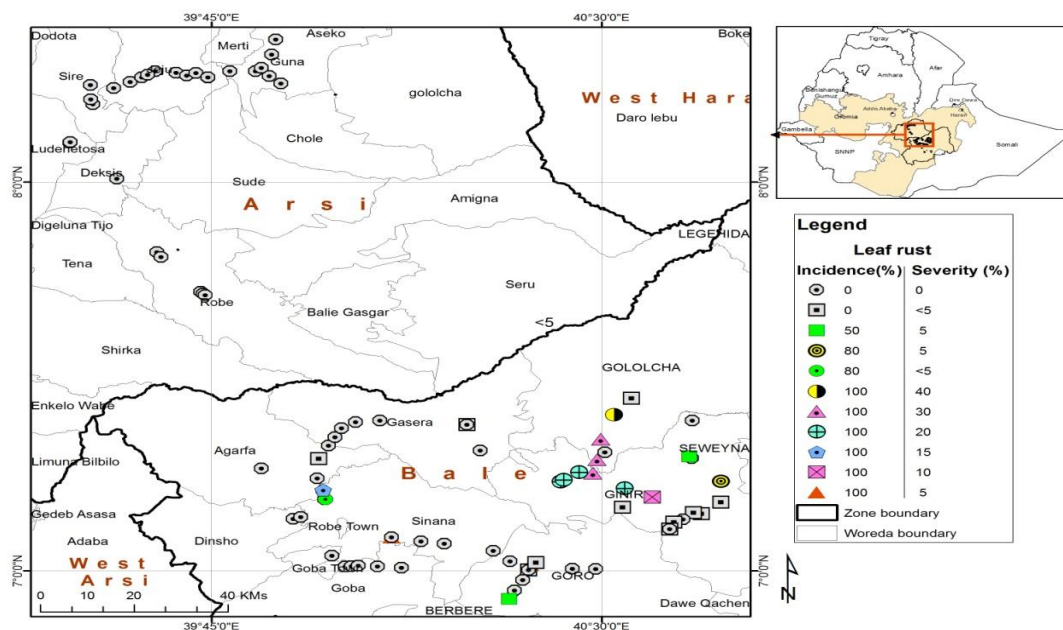 39°45'0"E
40°30'0"E
Dodota
Aseko
Boke
Merti
Guna
Sire
gololcha
West Hara
Daro lebu
Chole
Ludehetosa
Deksis
8°0'0"N
8°0'0"N
Sude
Arsi
Amigna
Digeluna Tijo
LEGEHIDA
Tena
Seru
Robe
Balie Gasgar
<5
Shirka
GOLOLCHA
Enkelo Wabe
Gasera
Agarfa
SEWEYNA
Limuna Bilbilo
Bale
GINIR
Gedeb Asasa
Robe Town
Sinana
Adaba
Dinsho
7°0'0"N
7°0'0"N
West
Arsi
Goba Town
Goba
GORO
0 10 20 40 KMs
BERBERE
Dawe Qachen
39°45'0"E
40°30'0"E
Tigray
Afar
Amhara
Benishangul
Gumuz
Addis Ababa
Dire Dawa
Harari
Oromia
Gambella
SNNP
Somali
Legend
Leaf rust
Incidence(%) Severity (%)
0 0
0 <5
50 5
80 5
80 <5
100 40
100 30
100 20
100 15
100 10
100 5
Zone boundary
Woreda boundary
N